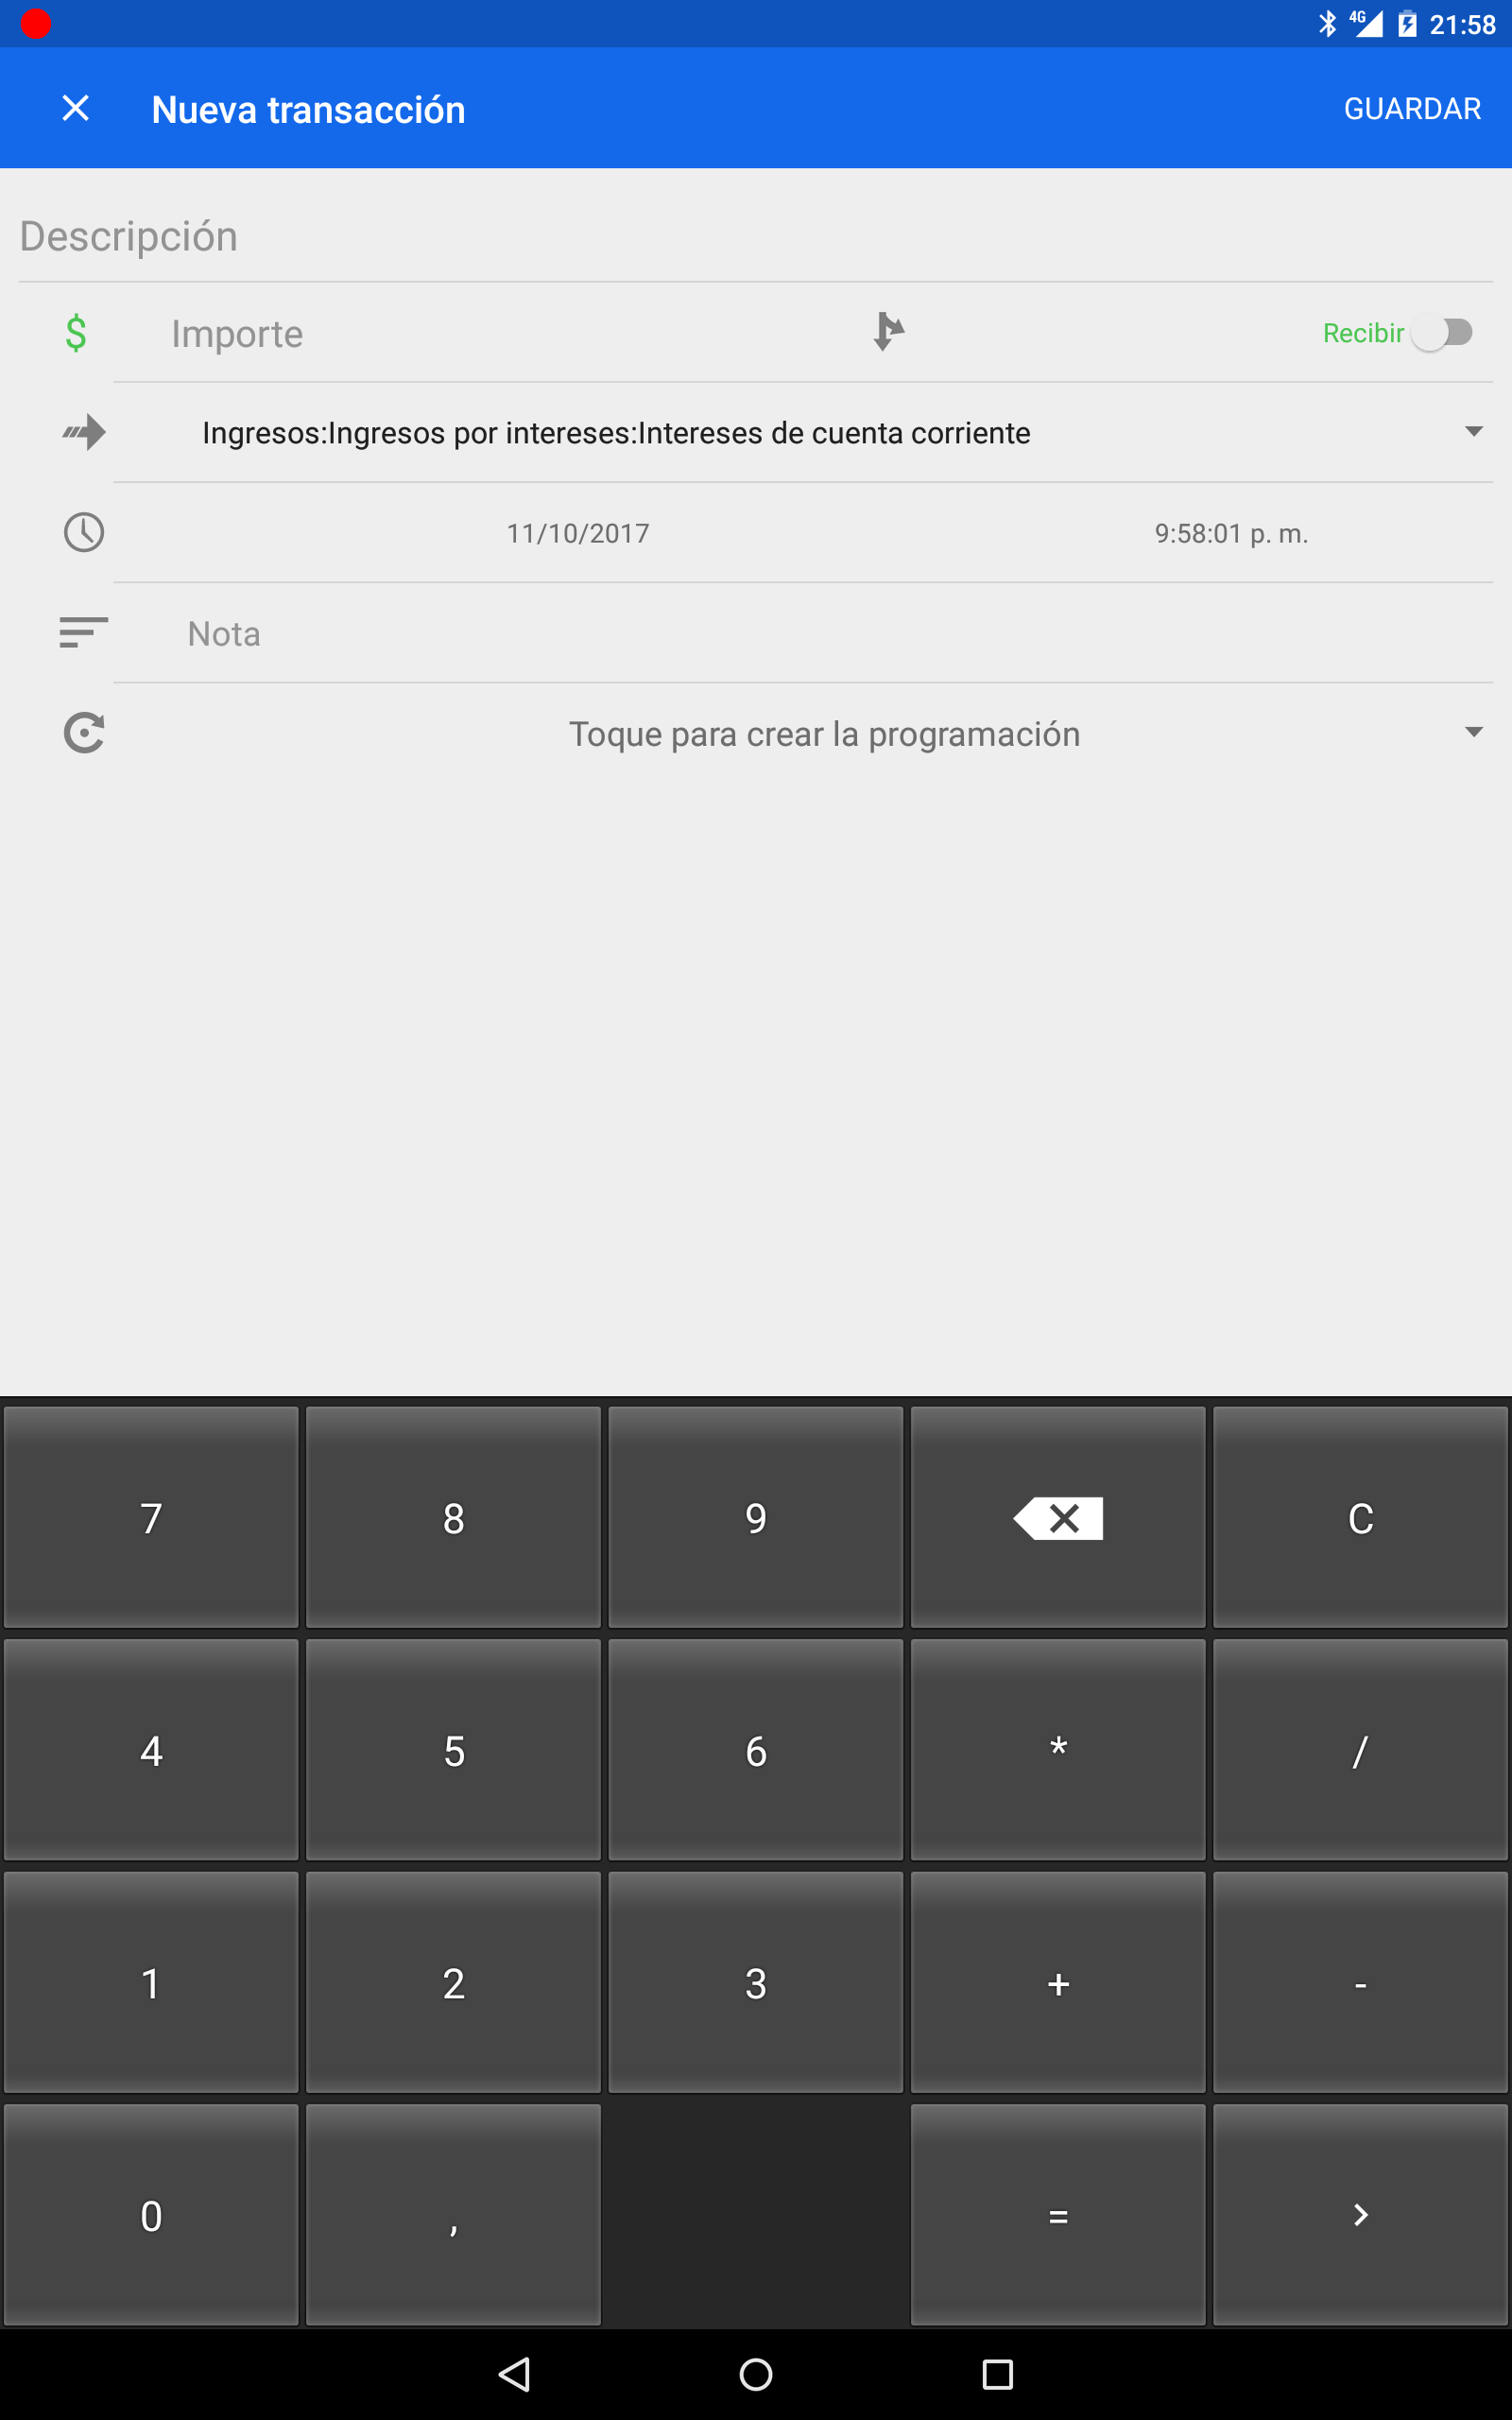 4G 21:58
Nueva transacción GUARDAR
Descripción
$ Importe Recibir
Ingresos:Ingresos por intereses:Intereses de cuenta corriente
11/10/2017 9:58:01 p. m.
Nota
Toque para crear la programación
7 8 9 C
4 5 6 * /
1 2 3 + -
0 , =